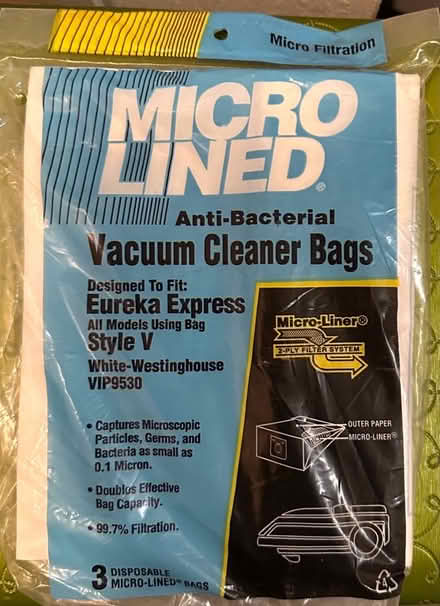 Micro Filtration
MICRO
LINED®
Anti-Bacterial
Vacuum Cleaner Bags
Designed To Fit:
Eureka Express
All Models Using Bag
Style V
White-Westinghouse
VIP9530
• Captures Microscopic
Particles, Germs, and
Bacteria as small as
0.1 Micron.
• Doubles Effective
Bag Capacity.
• 99.7% Filtration.
3 DISPOSABLE
MICRO-LINED® BAGS
Micro-Liner®
2-PLY FILTER SYSTEM
OUTER PAPER
MICRO-LINER®